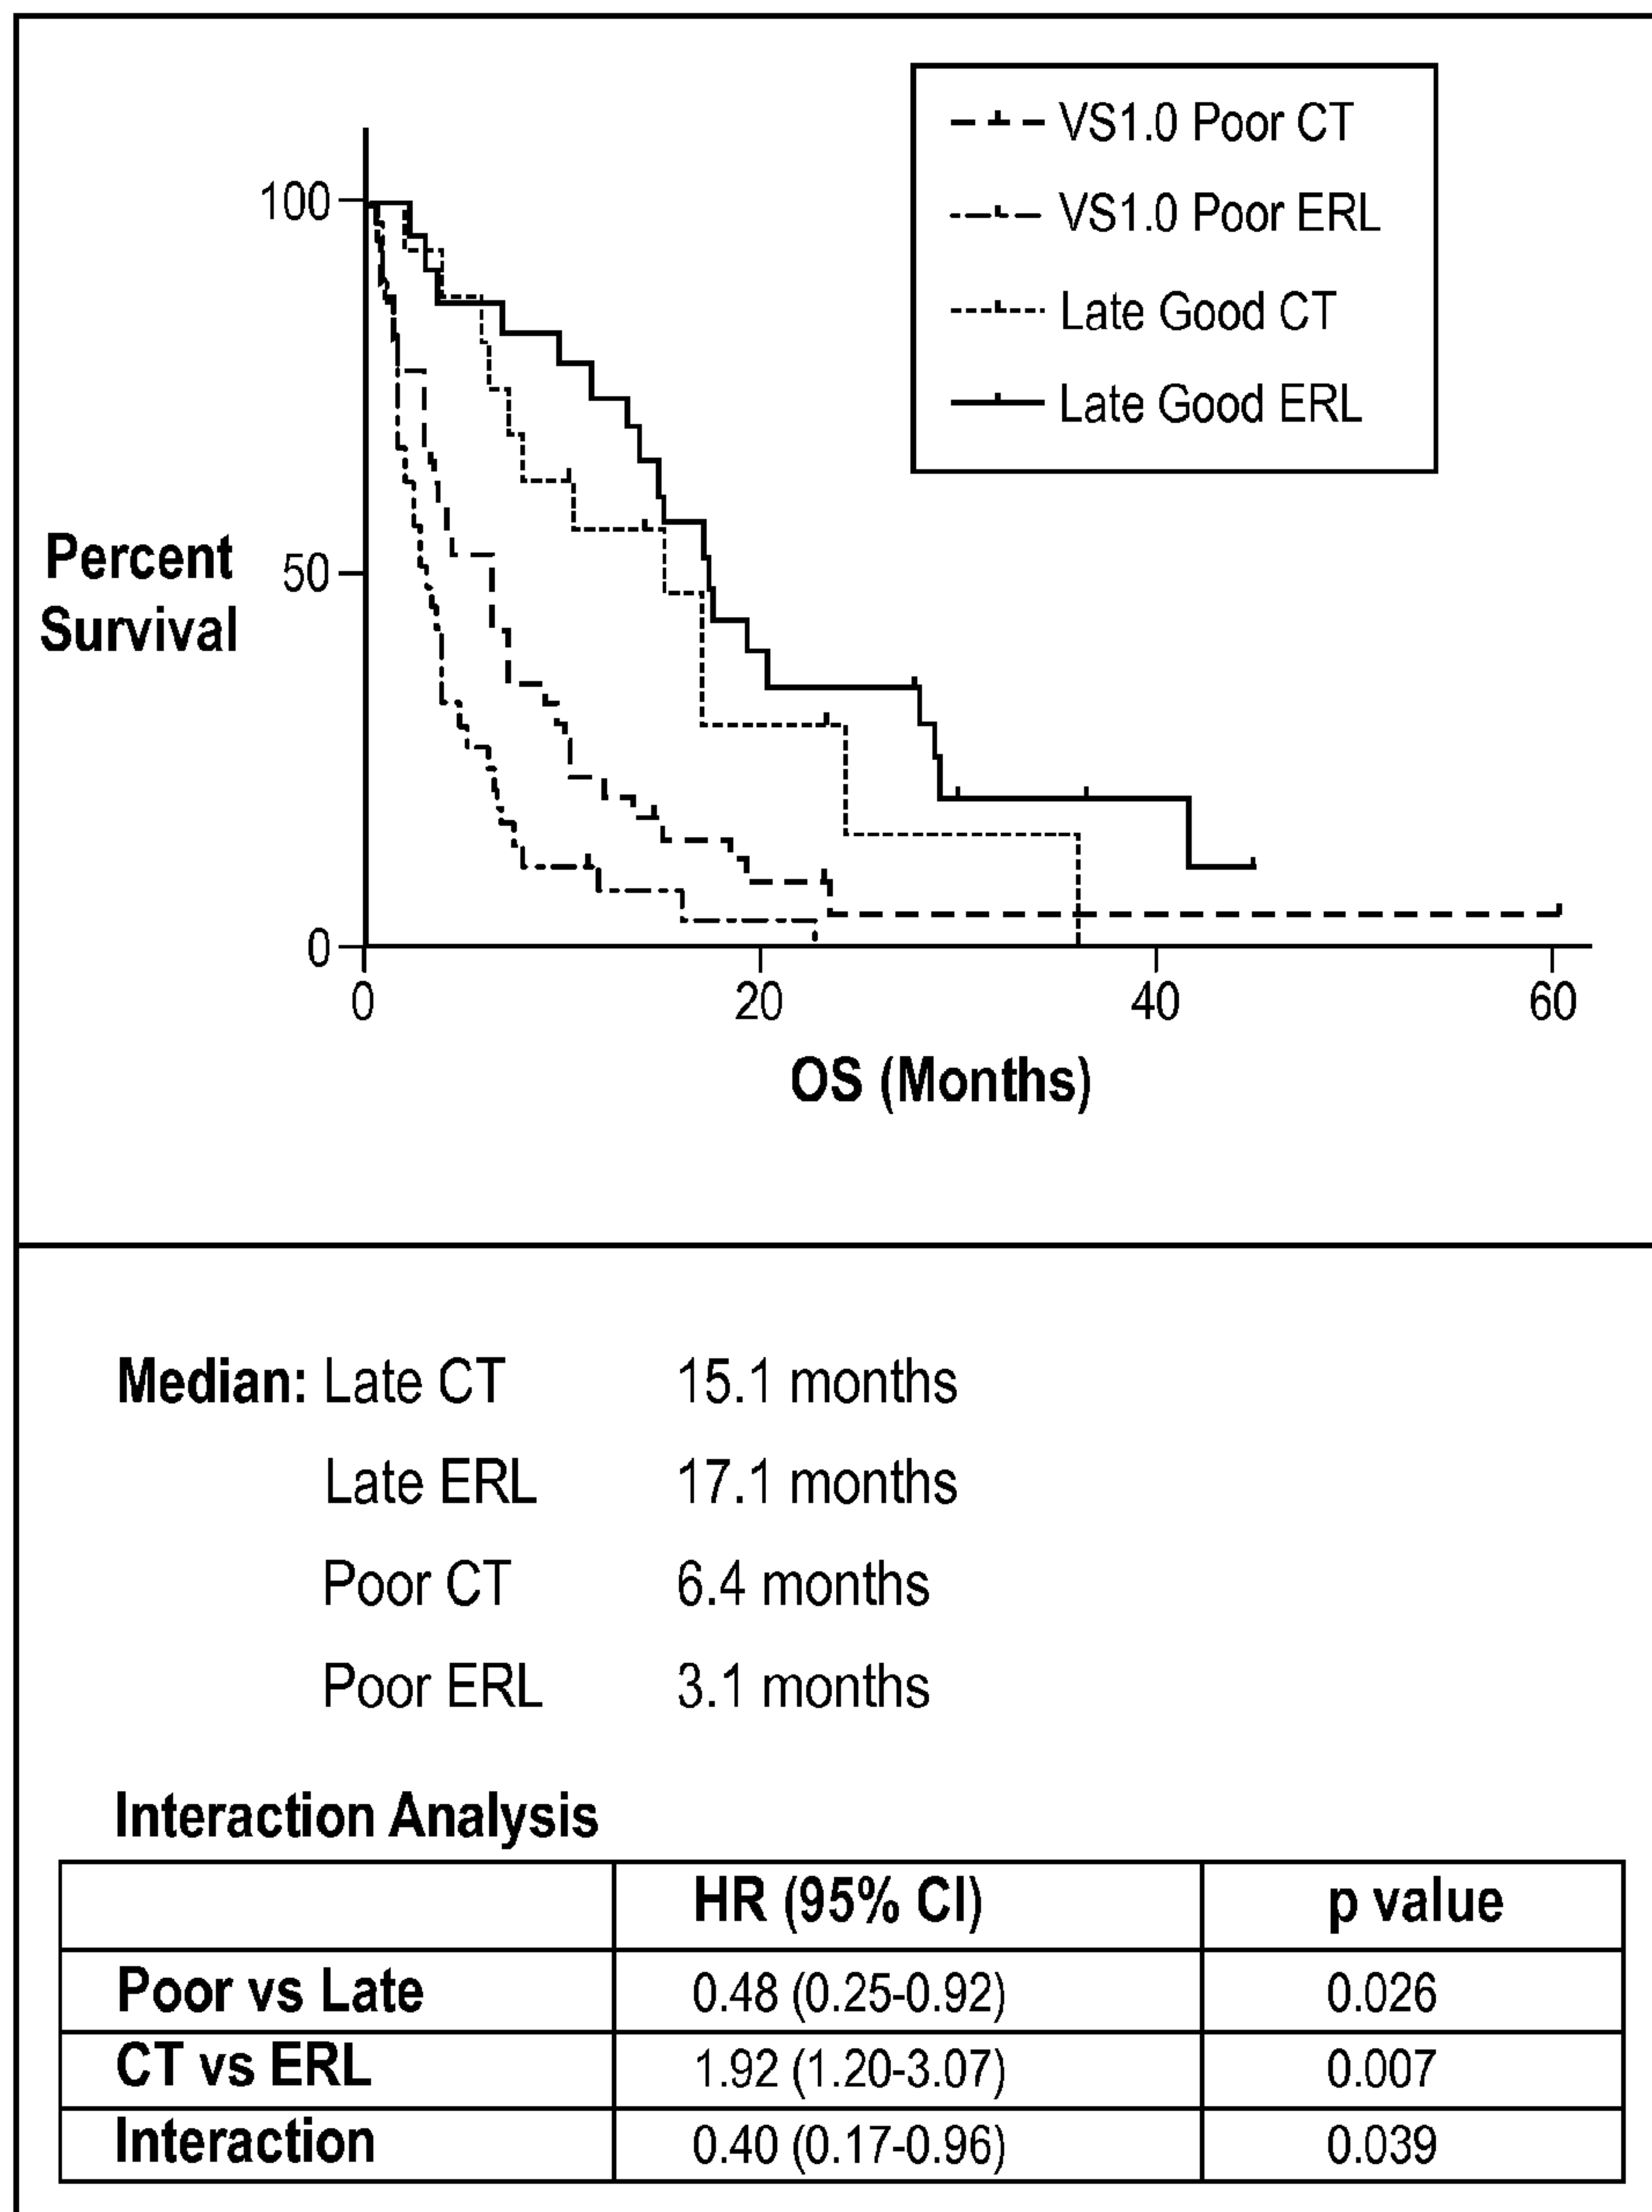 VS1.0 Poor CT
VS1.0 Poor ERL
Late Good CT
Late Good ERL
100
50
0
Percent
Survival
0 20 40 60
OS (Months)
Median: Late CT 15.1 months
Late ERL 17.1 months
Poor CT 6.4 months
Poor ERL 3.1 months
Interaction Analysis
HR (95% CI) p value
Poor vs Late 0.48 (0.25-0.92) 0.026
CT vs ERL 1.92 (1.20-3.07) 0.007
Interaction 0.40 (0.17-0.96) 0.039